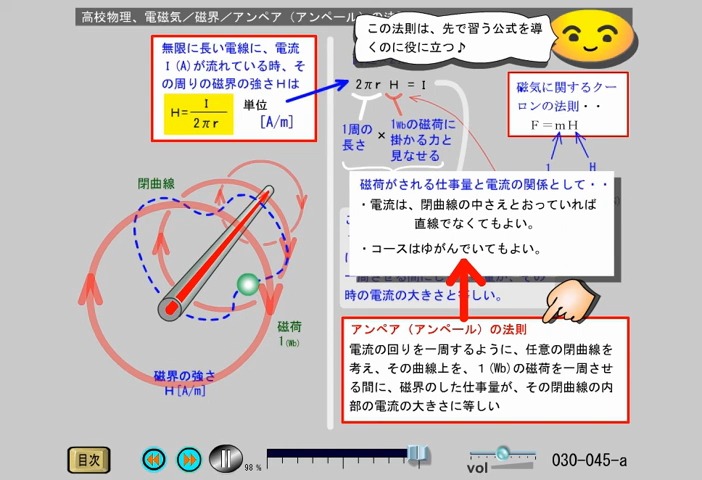 高校物理、電磁気／磁界／アンペア（アンペール）の法
この法則は、先で習う公式を導
くのに役に立つ♪
無限に長い電線に、電流
I（A）が流れている時、そ
の周りの磁界の強さＨは
H= I / 2πr
単位
[A/m]
2πr H = I
1周の
長さ
×
1Wbの磁荷に
掛かる力と
見なせる
磁気に関するクー
ロンの法則・・
F=mH
1
H
磁荷がされる仕事量と電流の関係として・・
・電流は、閉曲線の中さえとおっていれば
直線でなくてもよい。
・コースはゆがんでいてもよい。
時の電流の大きさと等しい。
閉曲線
磁荷
1(Wb)
磁界の強さ
H[A/m]
アンペア（アンペール）の法則
電流の回りを一周するように、任意の閉曲線を
考え、その曲線上を、１(Wb)の磁荷を一周させ
る間に、磁界のした仕事量が、その閉曲線の内
部の電流の大きさに等しい
目次
98 %
vol
030-045-a